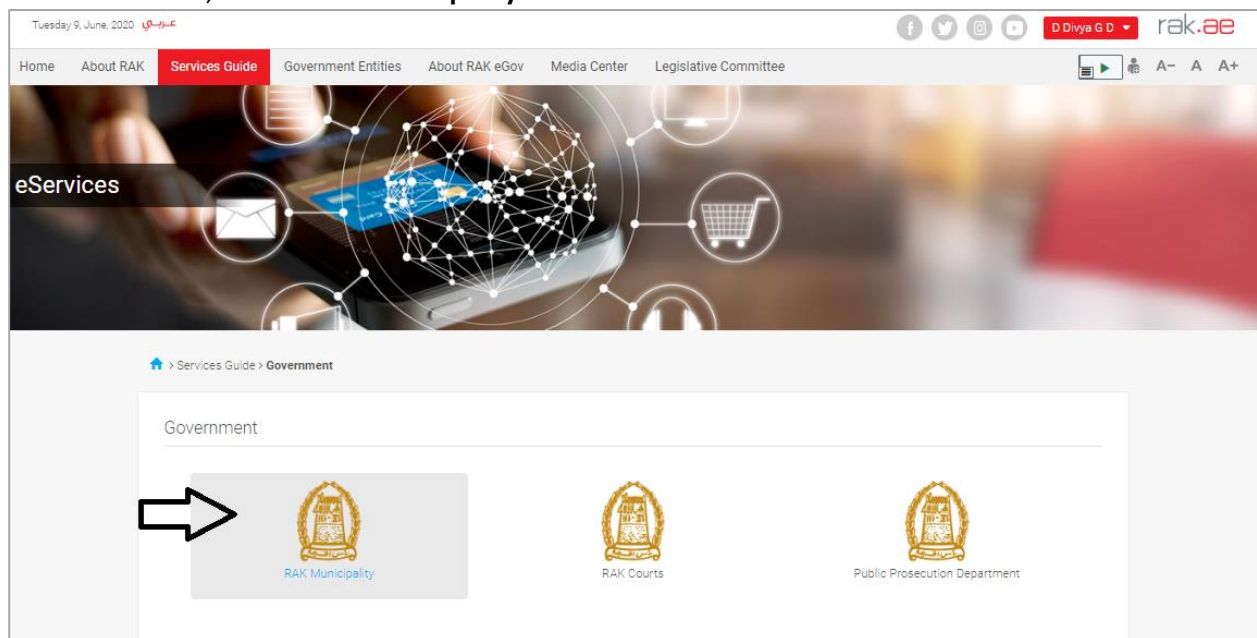 Tuesday 9, June, 2020 عربي
D Divya G D
rak.ae
Home About RAK Services Guide Government Entities About RAK eGov Media Center Legislative Committee
A- A A+
eServices
> Services Guide > Government
Government
RAK Municipality
RAK Courts
Public Prosecution Department